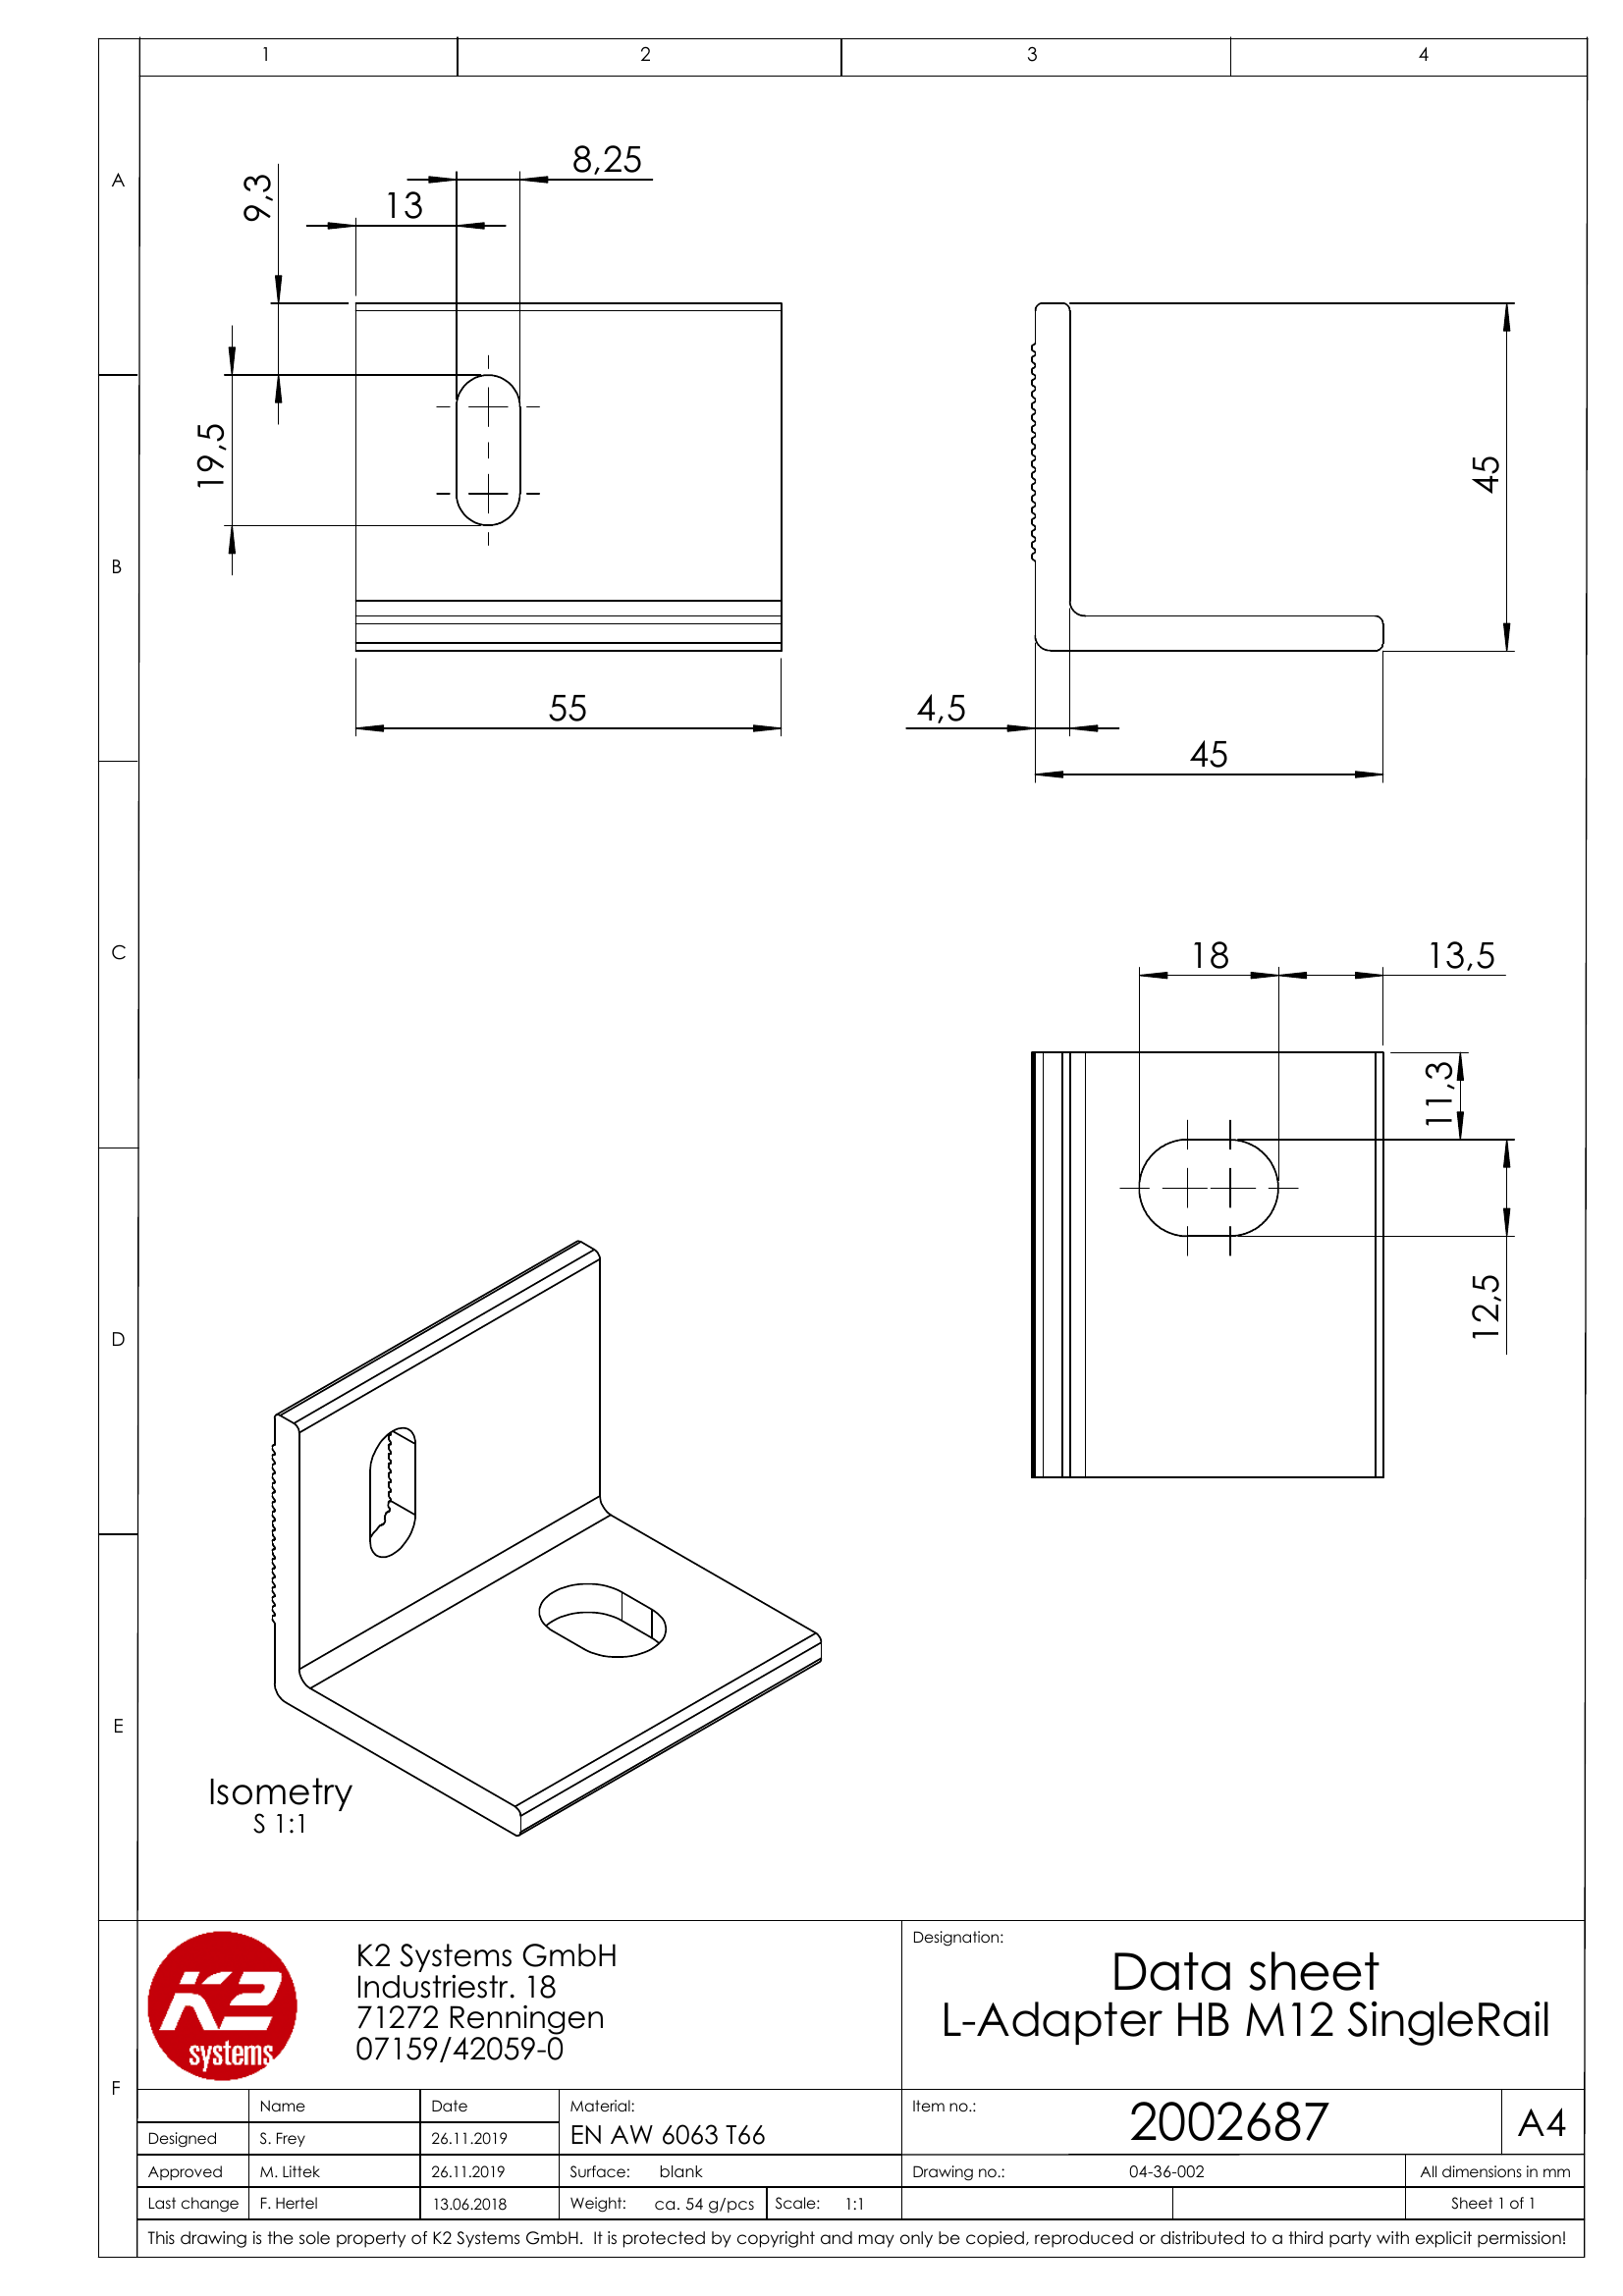 1
2
3
4
A
B
C
D
E
F
8,25
13
9,3
19,5
55
45
4,5
45
18
13,5
11,3
12,5
Isometry
S 1:1
K2
systems
K2 Systems GmbH
Industriestr. 18
71272 Renningen
07159/42059-0
Designation:
Data sheet
L-Adapter HB M12 SingleRail
Name
Date
Material:
EN AW 6063 T66
Item no.:
2002687
A4
Designed
S. Frey
26.11.2019
Approved
M. Littek
26.11.2019
Surface: blank
Drawing no.: 04-36-002
All dimensions in mm
Last change
F. Hertel
13.06.2018
Weight: ca. 54 g/pcs
Scale: 1:1
Sheet 1 of 1
This drawing is the sole property of K2 Systems GmbH. It is protected by copyright and may only be copied, reproduced or distributed to a third party with explicit permission!